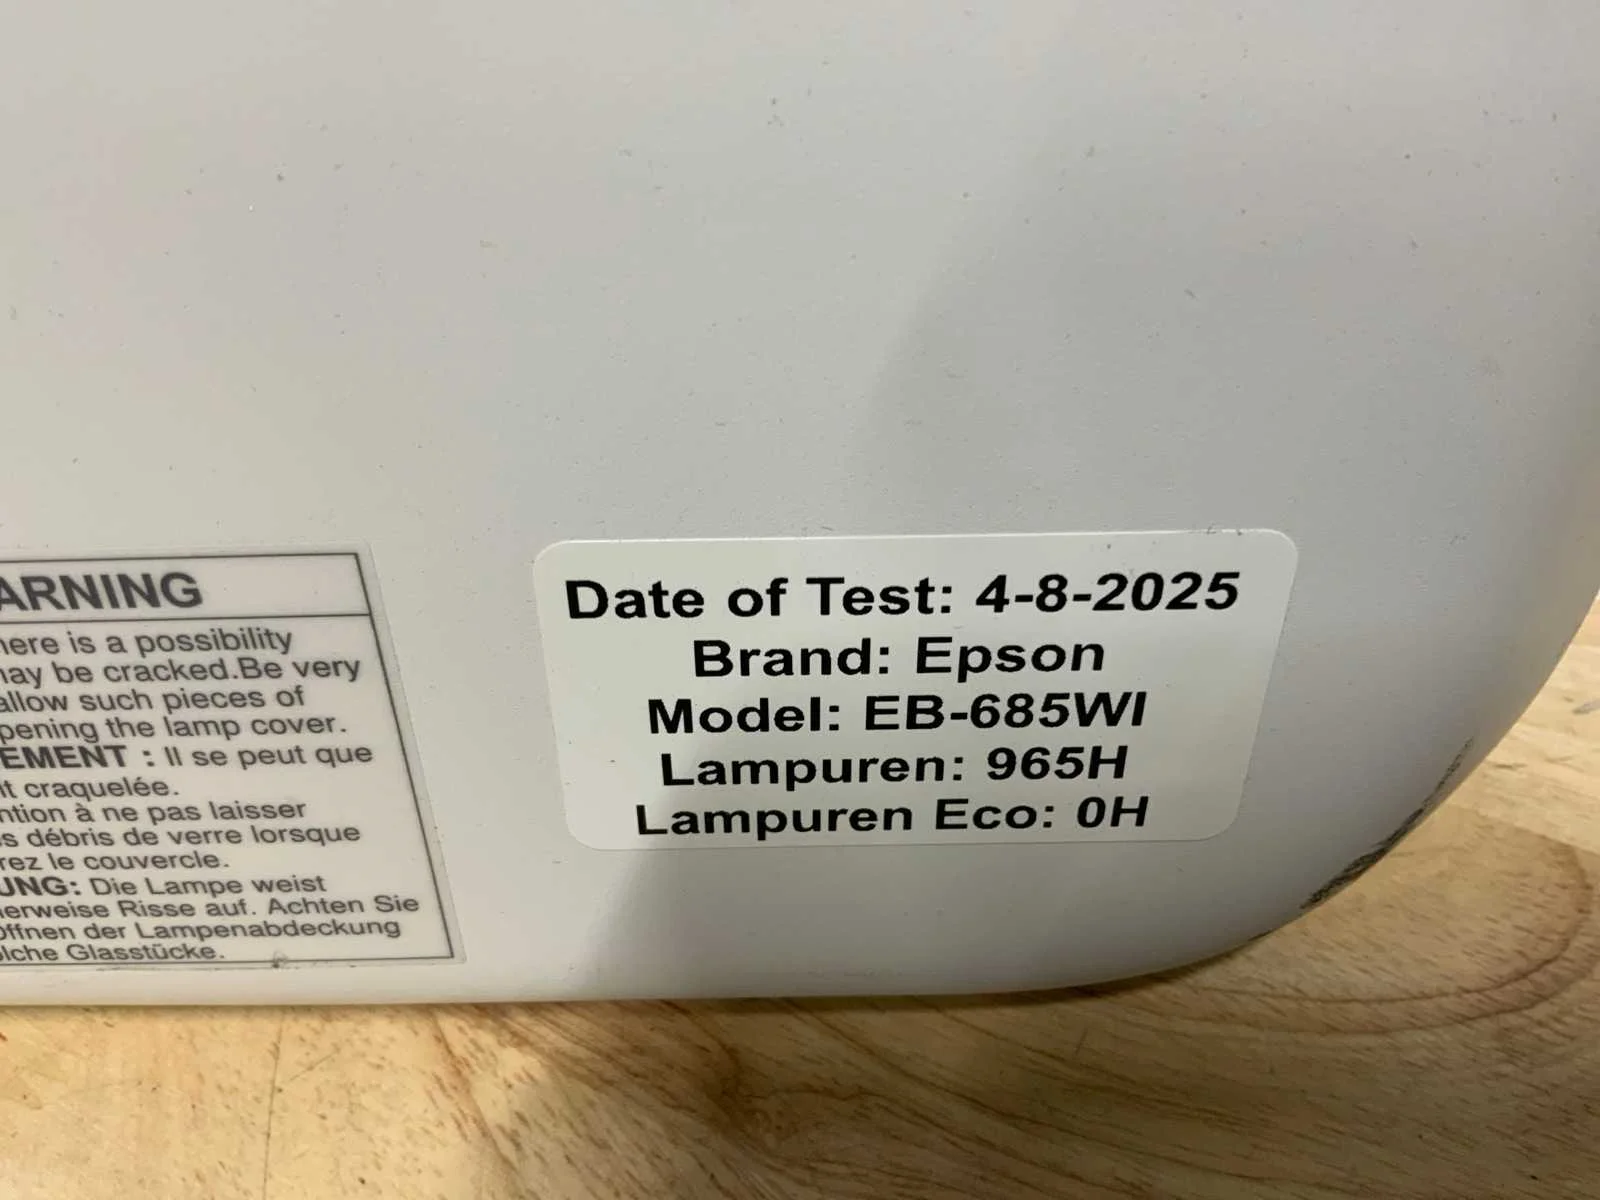 ARNING
here is a possibility
may be cracked.Be very
allow such pieces of
pening the lamp cover.
EMENT : Il se peut que
it craquelée.
ntion à ne pas laisser
s débris de verre lorsque
rez le couvercle.
UNG: Die Lampe weist
erweise Risse auf. Achten Sie
Öffnen der Lampenabdeckung
lche Glasstücke.
Date of Test: 4-8-2025
Brand: Epson
Model: EB-685WI
Lampuren: 965H
Lampuren Eco: 0H